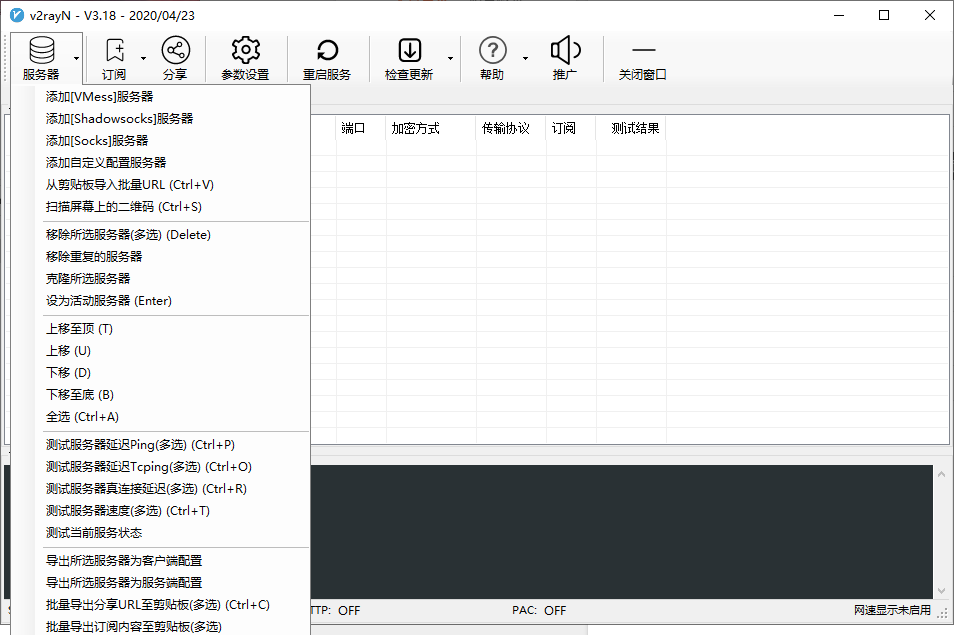 v2rayN - V3.18 - 2020/04/23
服务器 订阅 分享 参数设置 重启服务 检查更新 帮助 推广 关闭窗口
添加[VMess]服务器
添加[Shadowsocks]服务器
添加[Socks]服务器
添加自定义配置服务器
从剪贴板导入批量URL (Ctrl+V)
扫描屏幕上的二维码 (Ctrl+S)
移除所选服务器(多选) (Delete)
移除重复的服务器
克隆所选服务器
设为活动服务器 (Enter)
上移至顶 (T)
上移 (U)
下移 (D)
下移至底 (B)
全选 (Ctrl+A)
测试服务器延迟Ping(多选) (Ctrl+P)
测试服务器延迟Tcping(多选) (Ctrl+O)
测试服务器真连接延迟(多选) (Ctrl+R)
测试服务器速度(多选) (Ctrl+T)
测试当前服务状态
导出所选服务器为客户端配置
导出所选服务器为服务端配置
批量导出分享URL至剪贴板(多选) (Ctrl+C)
批量导出订阅内容至剪贴板(多选)
端口 加密方式 传输协议 订阅 测试结果
TTP: OFF PAC: OFF 网速显示未启用